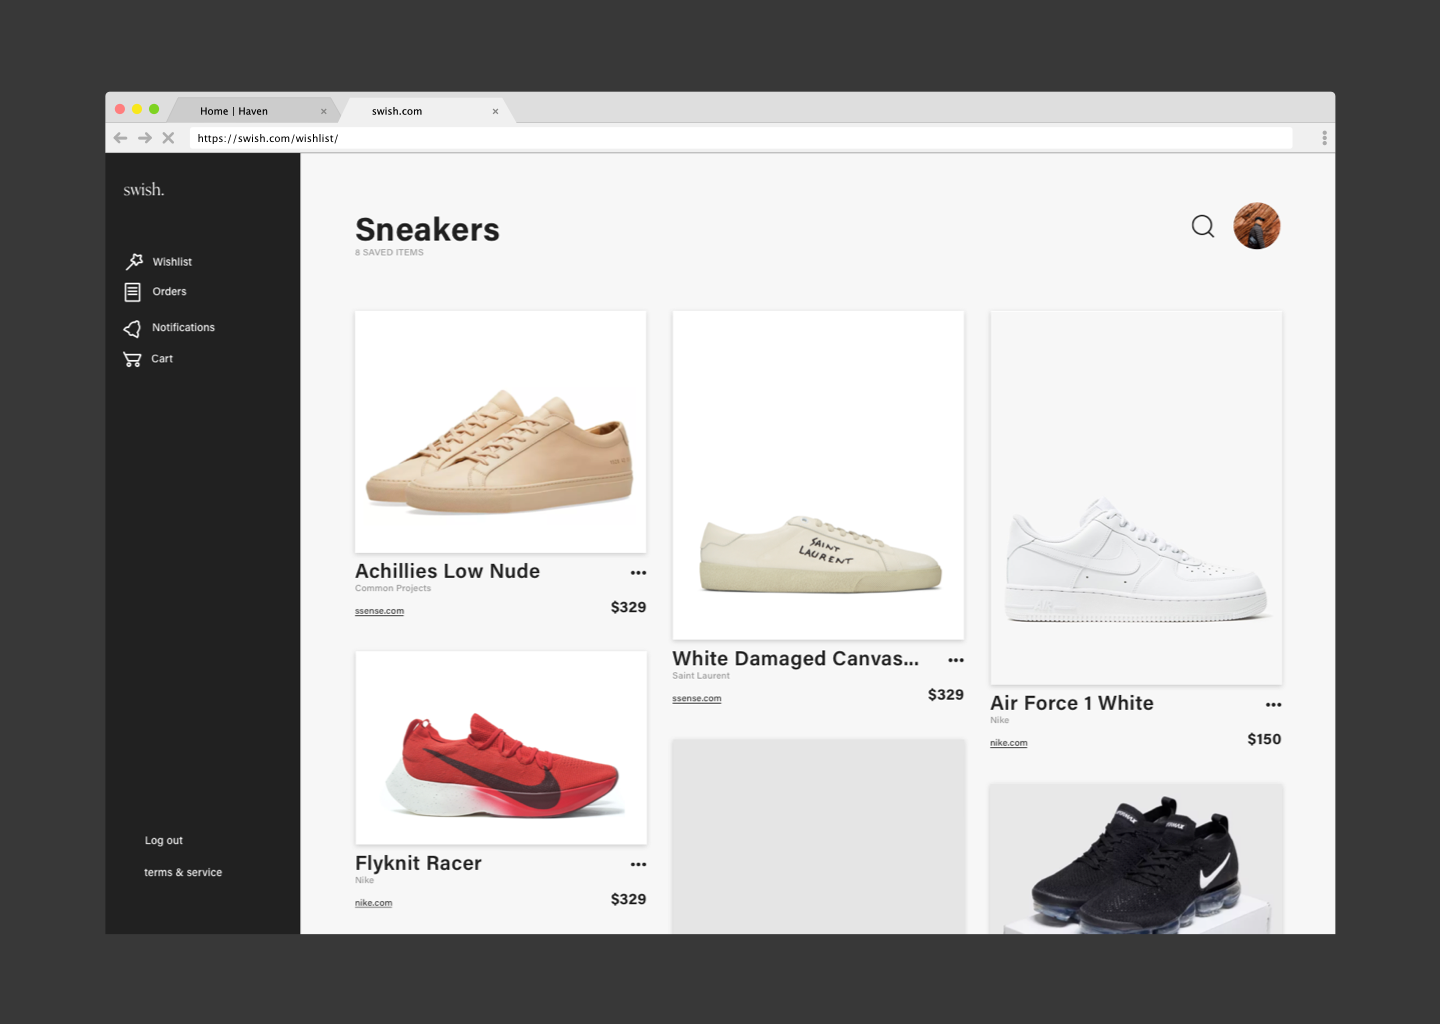 Home | Haven
swish.com
https://swish.com/wishlist/
swish.
Wishlist
Orders
Notifications
Cart
Log out
terms & service
Sneakers
8 SAVED ITEMS
Achillies Low Nude
Common Projects
ssense.com
$329
SAINT
LAURENT
White Damaged Canvas...
Saint Laurent
ssense.com
$329
Air Force 1 White
Nike
nike.com
$150
Flyknit Racer
Nike
nike.com
$329